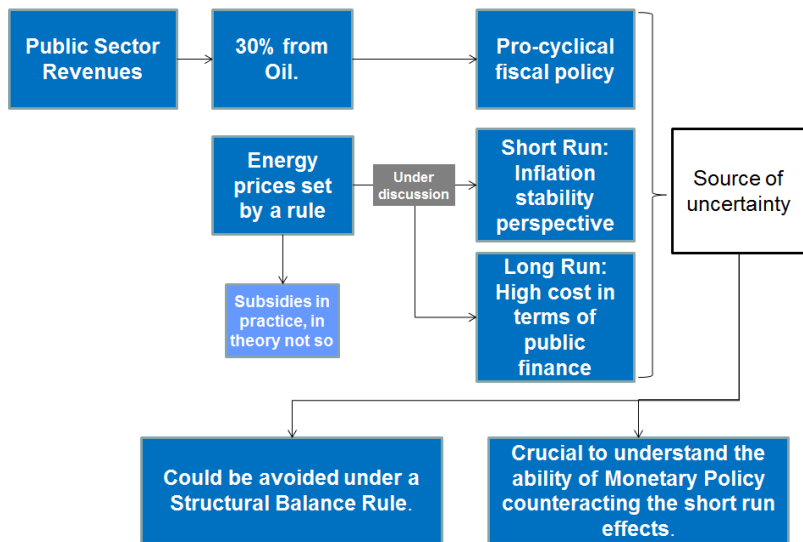 Public Sector
Revenues
30% from
Oil.
Pro-cyclical
fiscal policy
Energy
prices set
by a rule
Under
discussion
Short Run:
Inflation
stability
perspective
Source of
uncertainty
Subsidies in
practice, in
theory not so
Long Run:
High cost in
terms of
public
finance
Could be avoided under a
Structural Balance Rule.
Crucial to understand the
ability of Monetary Policy
counteracting the short run
effects.